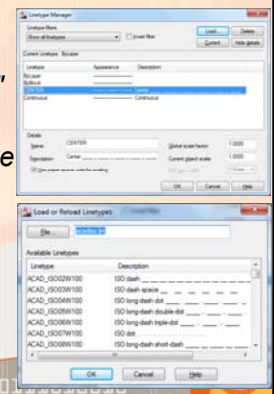 "
e
Linetype Manager
Linetype filters
Show all linetypes
Invert filter
Load...
Delete
Current
Hide details
Current Linetype: ByLayer
Linetype Appearance Description
ByLayer
ByBlock
CENTER Center
Continuous Continuous
Details
Name: CENTER
Global scale factor: 1.0000
Description: Center
Current object scale: 1.0000
Use paper space units for scaling
OK Cancel Help
Load or Reload Linetypes
File...
Available Linetypes
Linetype Description
ACAD_ISO02W100 ISO dash
ACAD_ISO03W100 ISO dash space
ACAD_ISO04W100 ISO long-dash dot
ACAD_ISO05W100 ISO long-dash double-dot
ACAD_ISO06W100 ISO long-dash triple-dot
ACAD_ISO07W100 ISO dot
ACAD_ISO08W100 ISO long-dash short-dash
OK Cancel Help